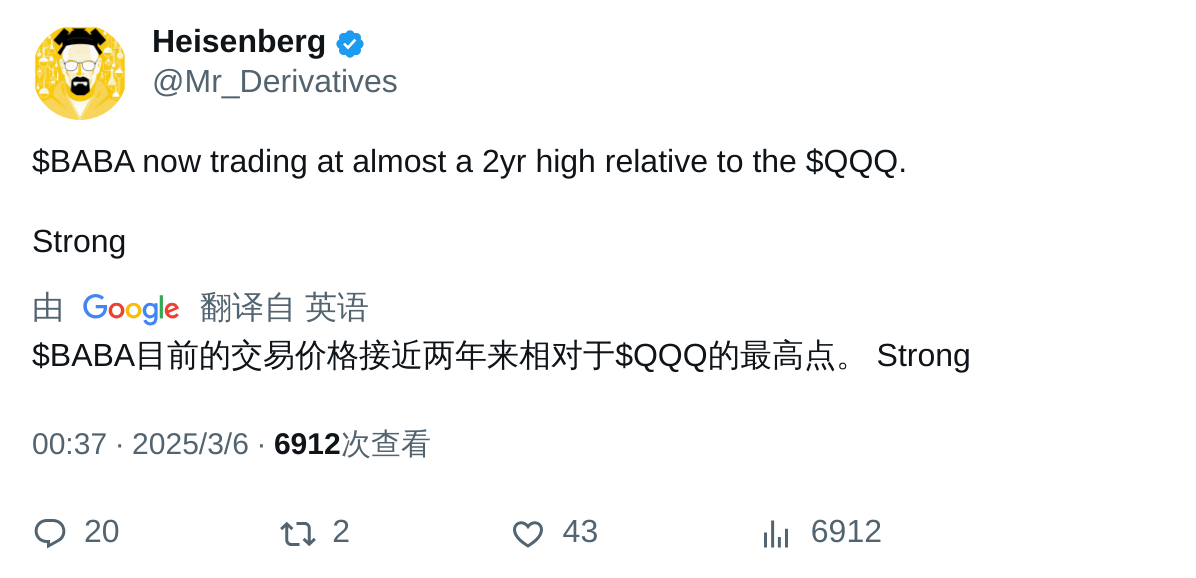 Heisenberg
@Mr_Derivatives
$BABA now trading at almost a 2yr high relative to the $QQQ.
Strong
由 Google 翻译自 英语
$BABA目前的交易价格接近两年来相对于$QQQ的最高点。 Strong
00:37 · 2025/3/6 · 6912次查看
20 2 43 6912